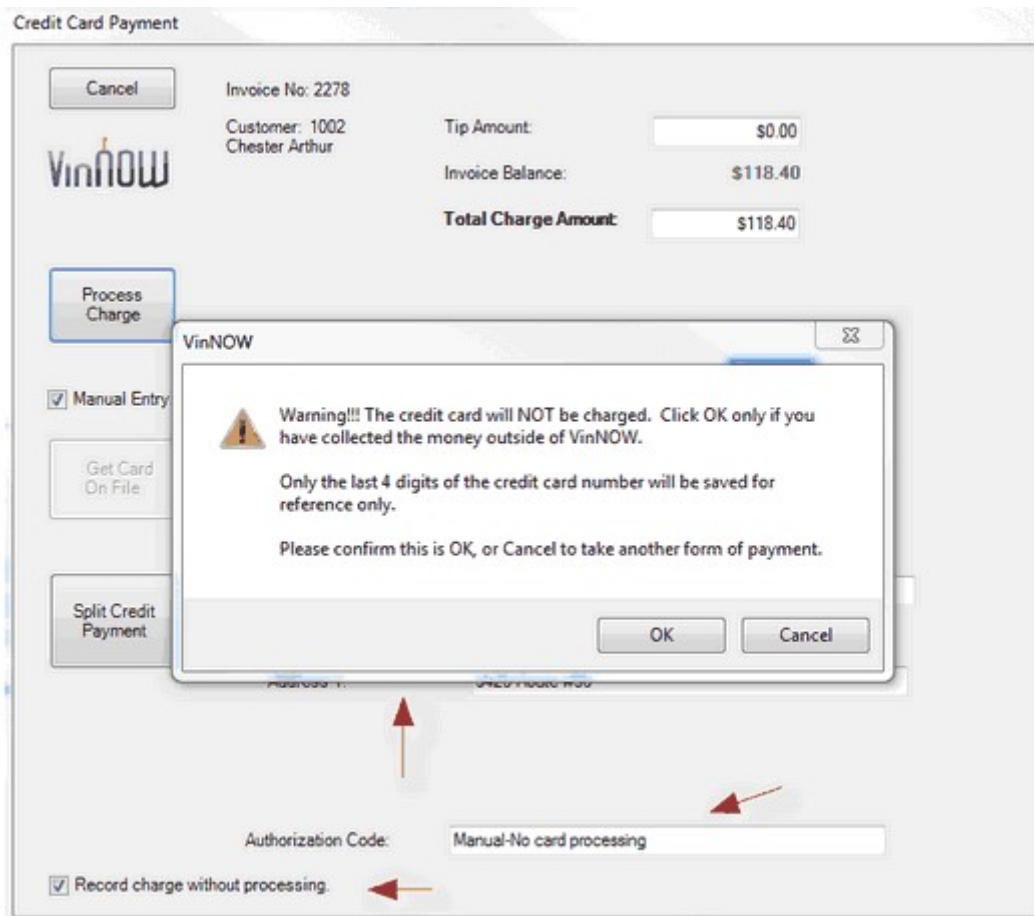 Credit Card Payment
Cancel
Invoice No: 2278
Customer: 1002
Chester Arthur
Tip Amount:
$0.00
VinNOW
Invoice Balance:
$118.40
Total Charge Amount:
$118.40
Process
Charge
VinNOW
Manual Entry
Warning!!! The credit card will NOT be charged. Click OK only if you
have collected the money outside of VinNOW.
Get Card
On File
Only the last 4 digits of the credit card number will be saved for
reference only.
Please confirm this is OK, or Cancel to take another form of payment.
Split Credit
Payment
OK
Cancel
Address 1:
Authorization Code:
Manual-No card processing
Record charge without processing.